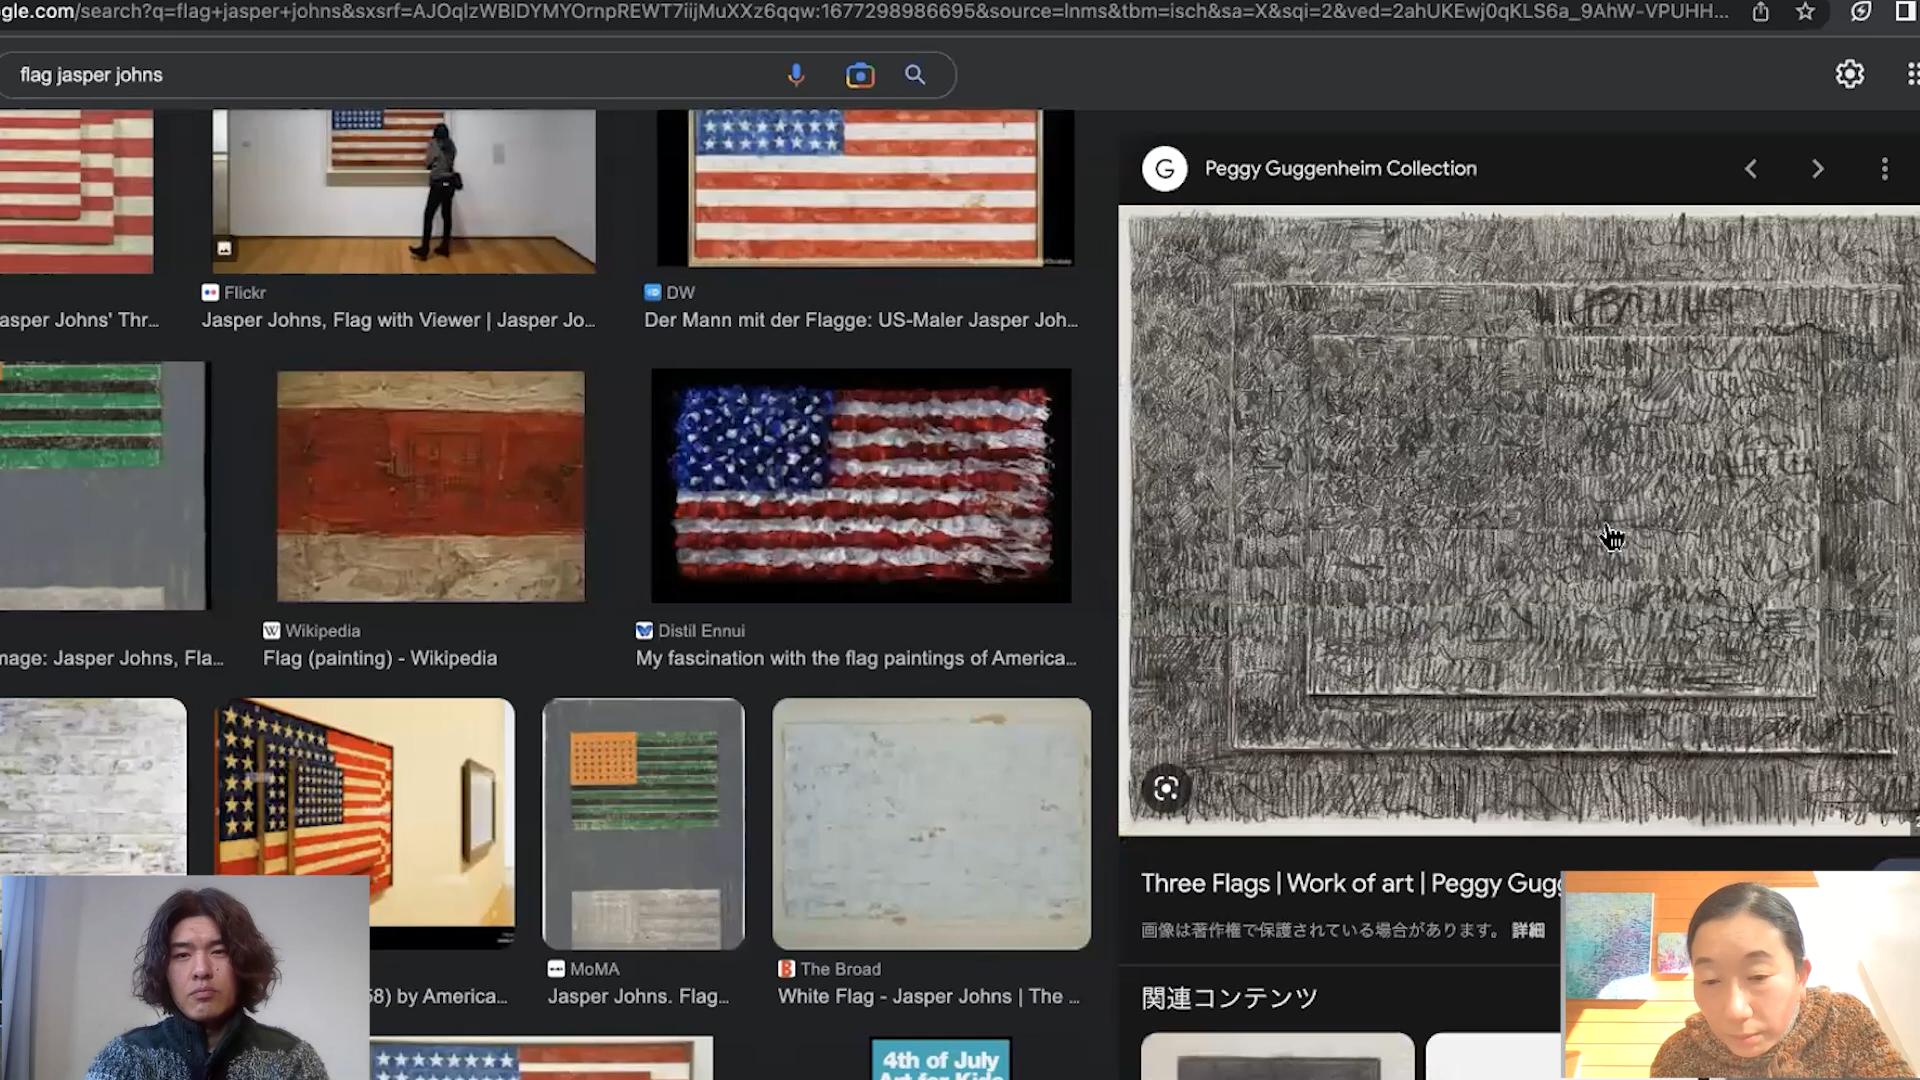 gle.com/search?q=flag+jasper+johns&sxsrf=AJOqlzWBIDYMYOrnpREWT7iijMuXXz6qqw:1677298986695&source=lnms&tbm=isch&sa=X&sqi=2&ved=2ahUKEwj0qKLS6a_9AhW-VPUHH...
flag jasper johns
G Peggy Guggenheim Collection
Flickr
DW
asper Johns' Thr...
Jasper Johns, Flag with Viewer | Jasper Jo...
Der Mann mit der Flagge: US-Maler Jasper Joh...
W Wikipedia
Distil Ennui
mage: Jasper Johns, Fla...
Flag (painting) - Wikipedia
My fascination with the flag paintings of America...
Three Flags | Work of art | Peggy Gugg
画像は著作権で保護されている場合があります。 詳細
MoMA
B The Broad
58) by America...
Jasper Johns. Flag...
White Flag - Jasper Johns | The ...
関連コンテンツ
4th of July
Art for Kids